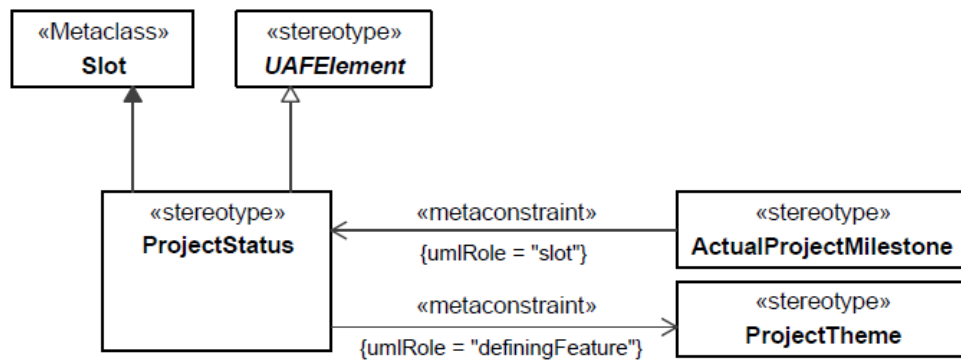 «Metaclass»
Slot
«stereotype»
UAFElement
«stereotype»
ProjectStatus
«metaconstraint»
{umlRole = "slot"}
«stereotype»
ActualProjectMilestone
«metaconstraint»
{umlRole = "definingFeature"}
«stereotype»
ProjectTheme